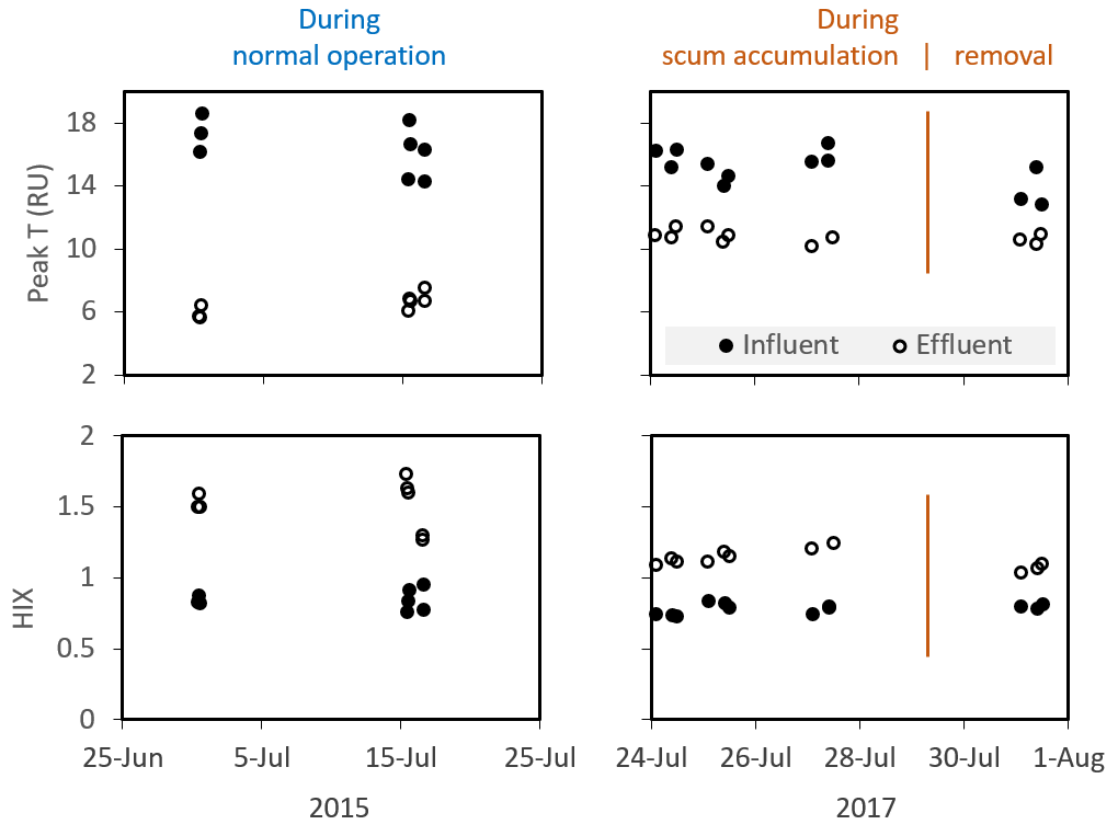 During
normal operation
During
scum accumulation | removal
Peak T (RU)
18
14
10
6
2
Influent
Effluent
HIX
2
1.5
1
0.5
0
25-Jun
5-Jul
15-Jul
25-Jul
24-Jul
26-Jul
28-Jul
30-Jul
1-Aug
2015
2017